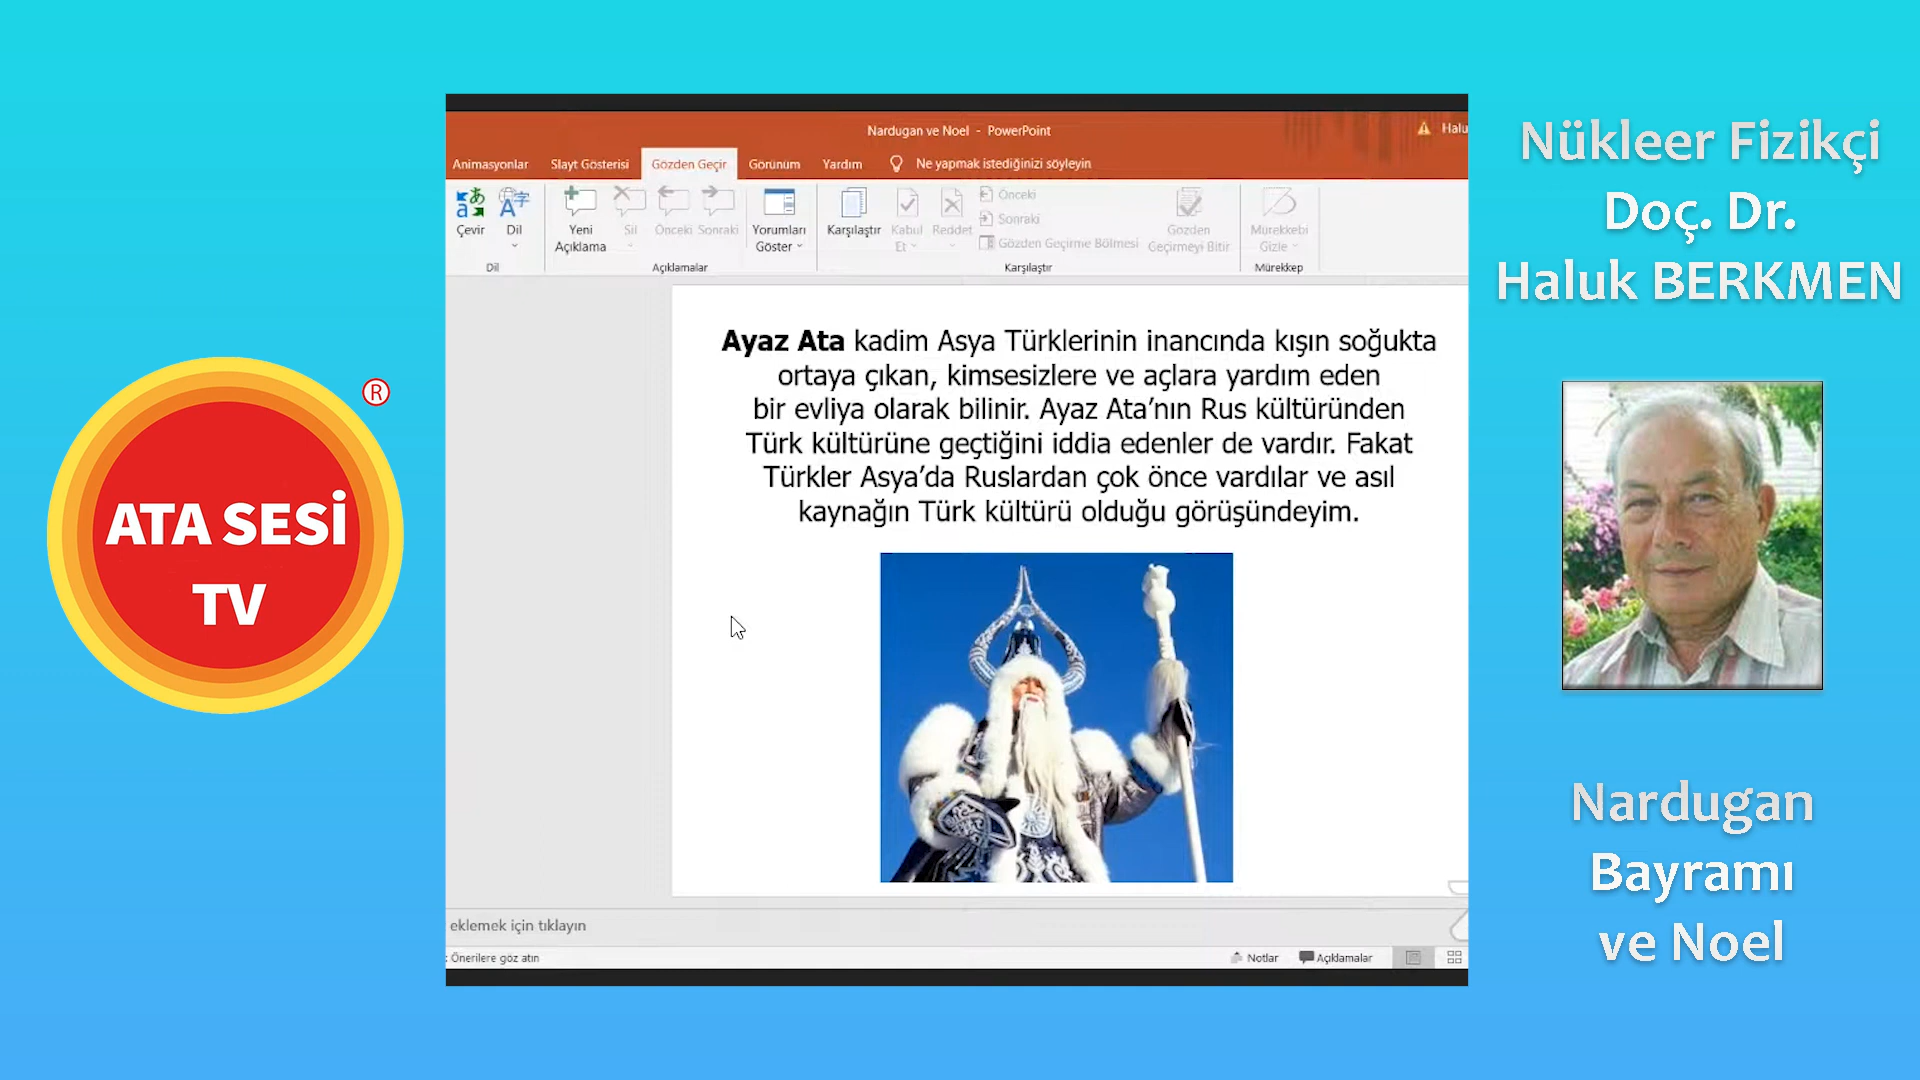 ATA SESİ
TV
®
Nardugan ve Noel - PowerPoint
Animasyonlar Slayt Gösterisi Gözden Geçir Görünüm Yardım Ne yapmak istediğinizi söyleyin
Çevir Dil
Dil
Yeni Açıklama Sil Önceki Sonraki Yorumları Göster
Açıklamalar
Karşılaştır Kabul Et Reddet
Önceki
Sonraki
Gözden Geçirme Bölmesi
Gözden Geçirmeyi Bitir
Karşılaştır
Mürekkebi Gizle
Mürekkep
Ayaz Ata kadim Asya Türklerinin inancında kışın soğukta
ortaya çıkan, kimsesizlere ve açlara yardım eden
bir evliya olarak bilinir. Ayaz Ata’nın Rus kültüründen
Türk kültürüne geçtiğini iddia edenler de vardır. Fakat
Türkler Asya’da Ruslardan çok önce vardılar ve asıl
kaynağın Türk kültürü olduğu görüşündeyim.
eklemek için tıklayın
: Önerilere göz atın
Notlar Açıklamalar
Nükleer Fizikçi
Doç. Dr.
Haluk BERKMEN
Nardugan
Bayramı
ve Noel